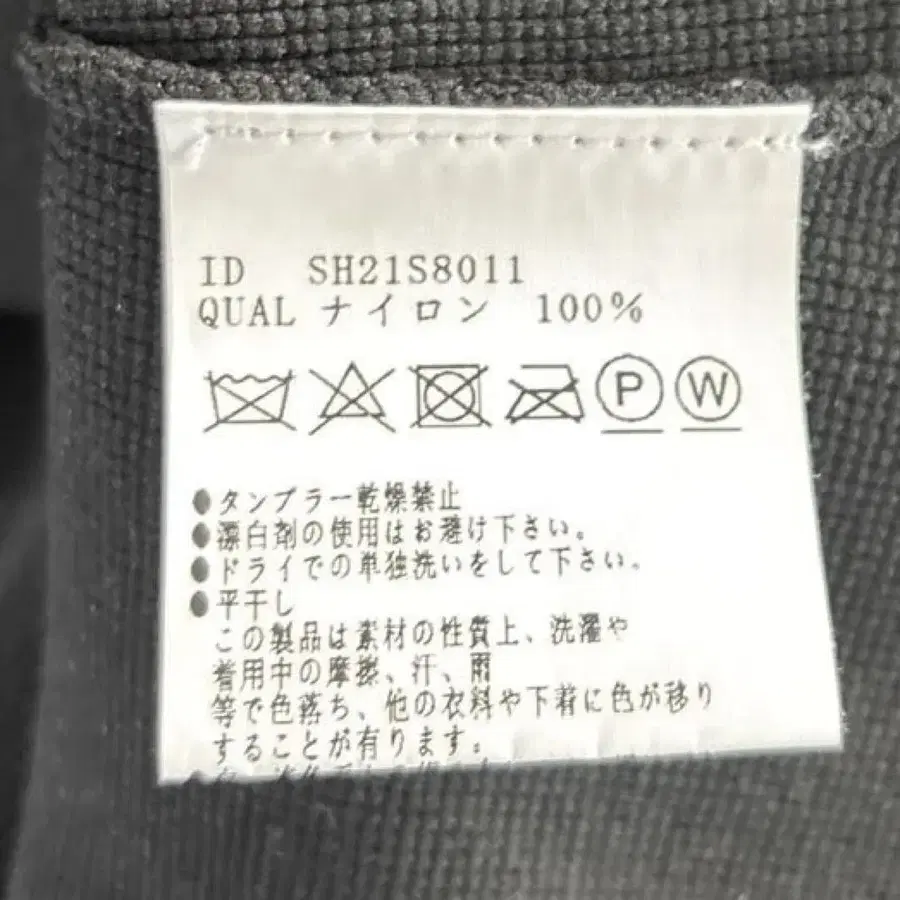 ID SH21S8011
QUAL ナイロン 100%
P W
●タンブラー乾燥禁止
●漂白剤の使用はお避け下さい。
●ドライでの単独洗いをして下さい。
●平干し
この製品は素材の性質上、洗濯や
着用中の摩擦、汗、雨
等で色落ち、他の衣料や下着に色が移り
することが有ります。